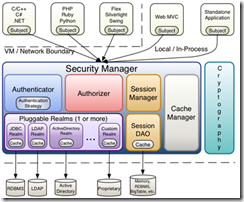 C/C++
C#
.NET
Subject
PHP
Ruby
Python
Subject
Flex
Silverlight
Swing
Subject
Web MVC
Subject
Standalone
Application
Subject
VM / Network Boundary
Local / In-Process
Security Manager
Authenticator
Authentication
Strategy
Authorizer
Session
Manager
Cache
Manager
Cryptography
Pluggable Realms (1 or more)
JDBC
Realm
Cache
LDAP
Realm
Cache
ActiveDirectory
Realm
Cache
...
Custom
Realm
Cache
Session
DAO
Cache
RDBMS
LDAP
Active
Directory
Proprietary
Memory,
RDBMS,
BigTable, etc.